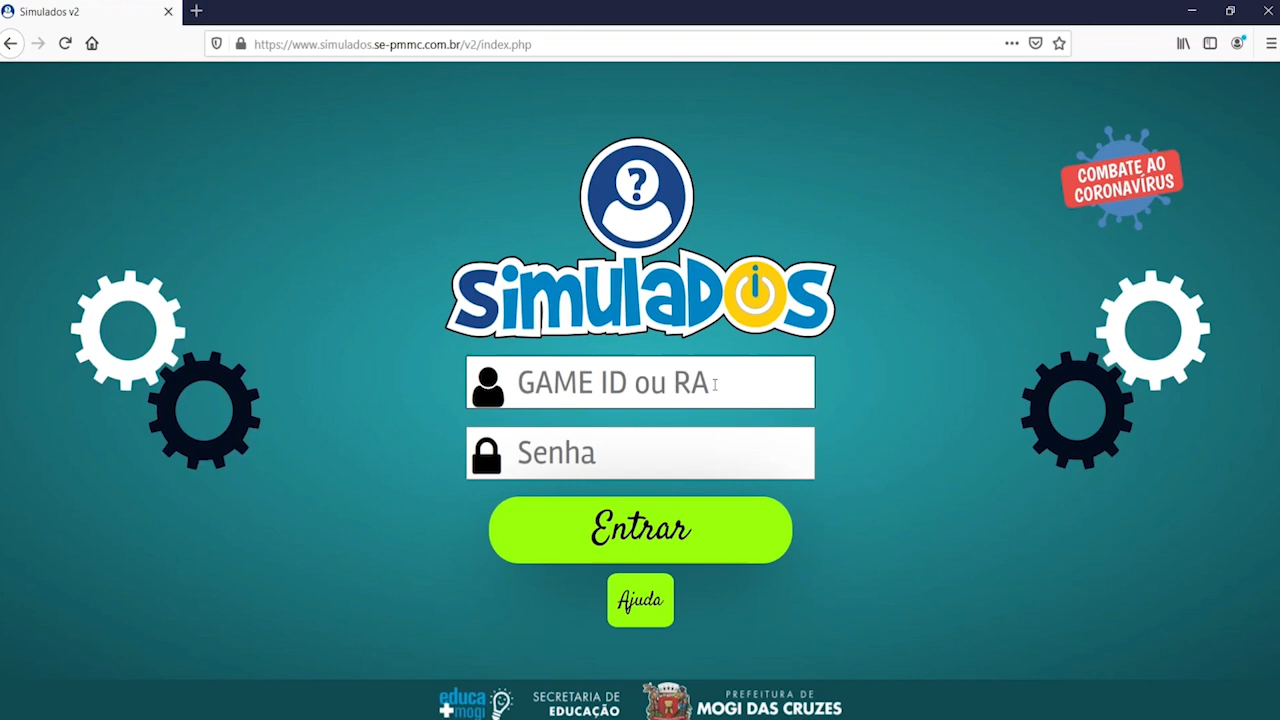 Simulados v2
https://www.simulados.se-pmmc.com.br/v2/index.php
COMBATE AO
CORONAVÍRUS
?
SimulaDos
GAME ID ou RA
Senha
Entrar
Ajuda
educa
+mogi
SECRETARIA DE
EDUCAÇÃO
PREFEITURA DE
MOGI DAS CRUZES